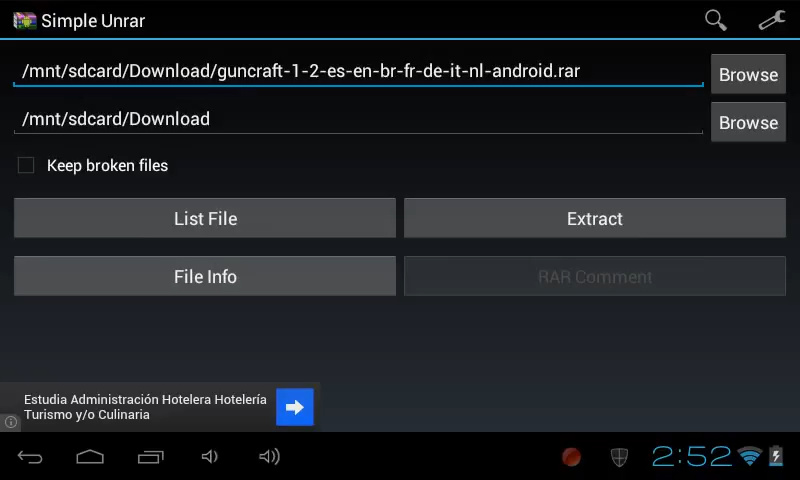 Simple Unrar
/mnt/sdcard/Download/guncraft-1-2-es-en-br-fr-de-it-nl-android.rar
Browse
/mnt/sdcard/Download
Browse
Keep broken files
List File
Extract
File Info
RAR Comment
Estudia Administración Hotelera Hotelería
Turismo y/o Culinaria
2:52